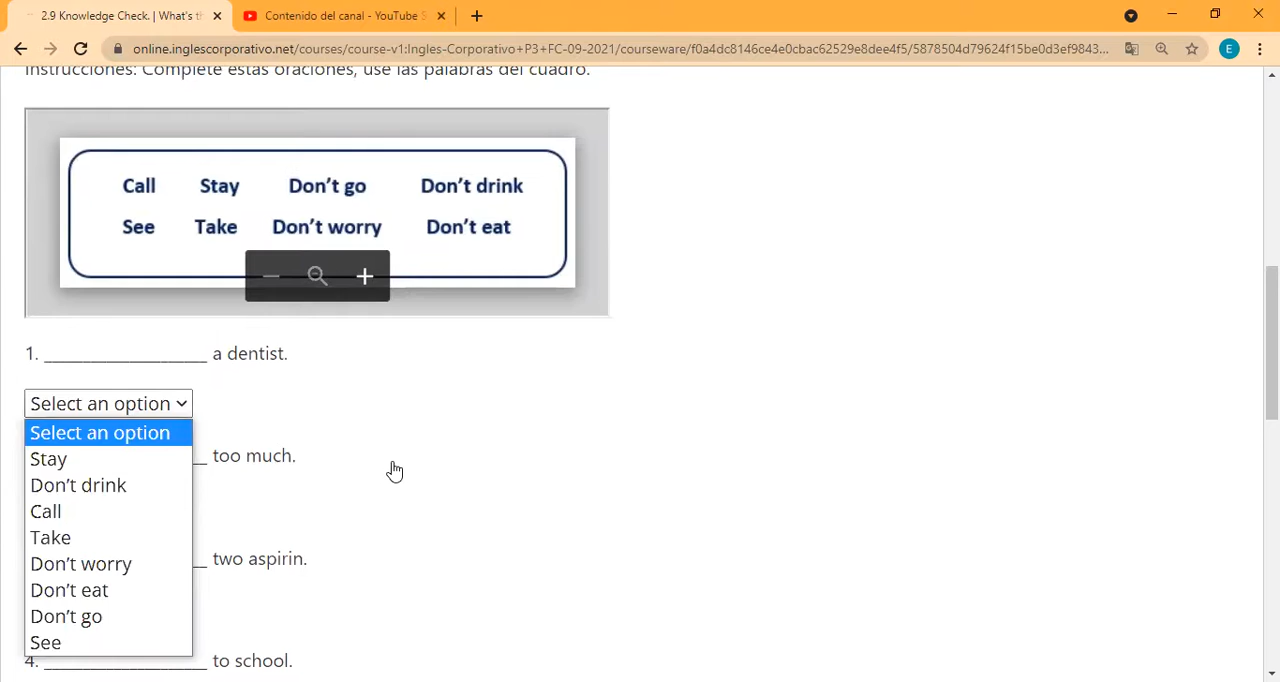 2.9 Knowledge Check. | What's th
Contenido del canal - YouTube S
online.inglescorporativo.net/courses/course-v1:Ingles-Corporativo+P3+FC-09-2021/courseware/f0a4dc8146ce4e0cbac62529e8dee4f5/5878504d79624f15be0d3ef9843...
E
Instrucciones: Complete estas oraciones, use las palabras del cuadro.
Call Stay Don't go Don't drink
See Take Don't worry Don't eat
1. ____________________ a dentist.
Select an option
Select an option
Stay
too much.
Don't drink
Call
Take
two aspirin.
Don't worry
Don't eat
Don't go
See
4. ____________________ to school.